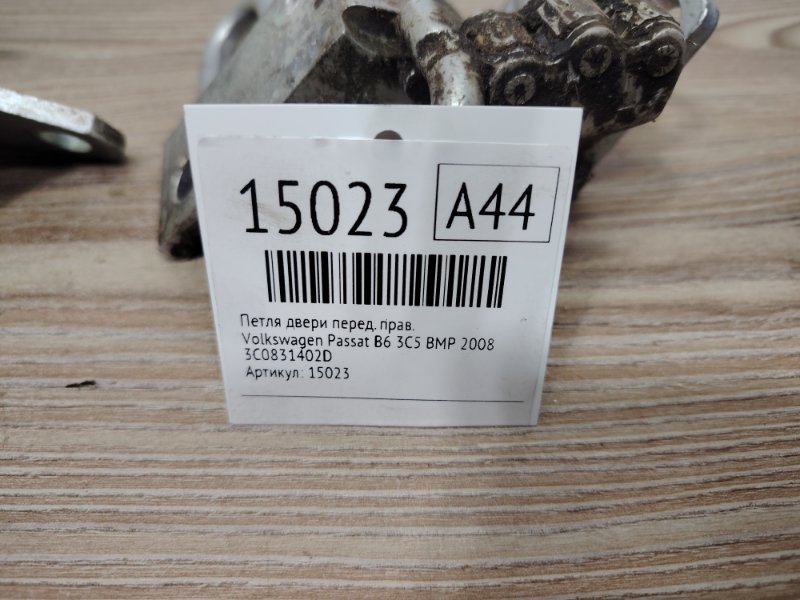 15023 A44
Петля двери перед. прав.
Volkswagen Passat B6 3C5 BMP 2008
3C0831402D
Артикул: 15023